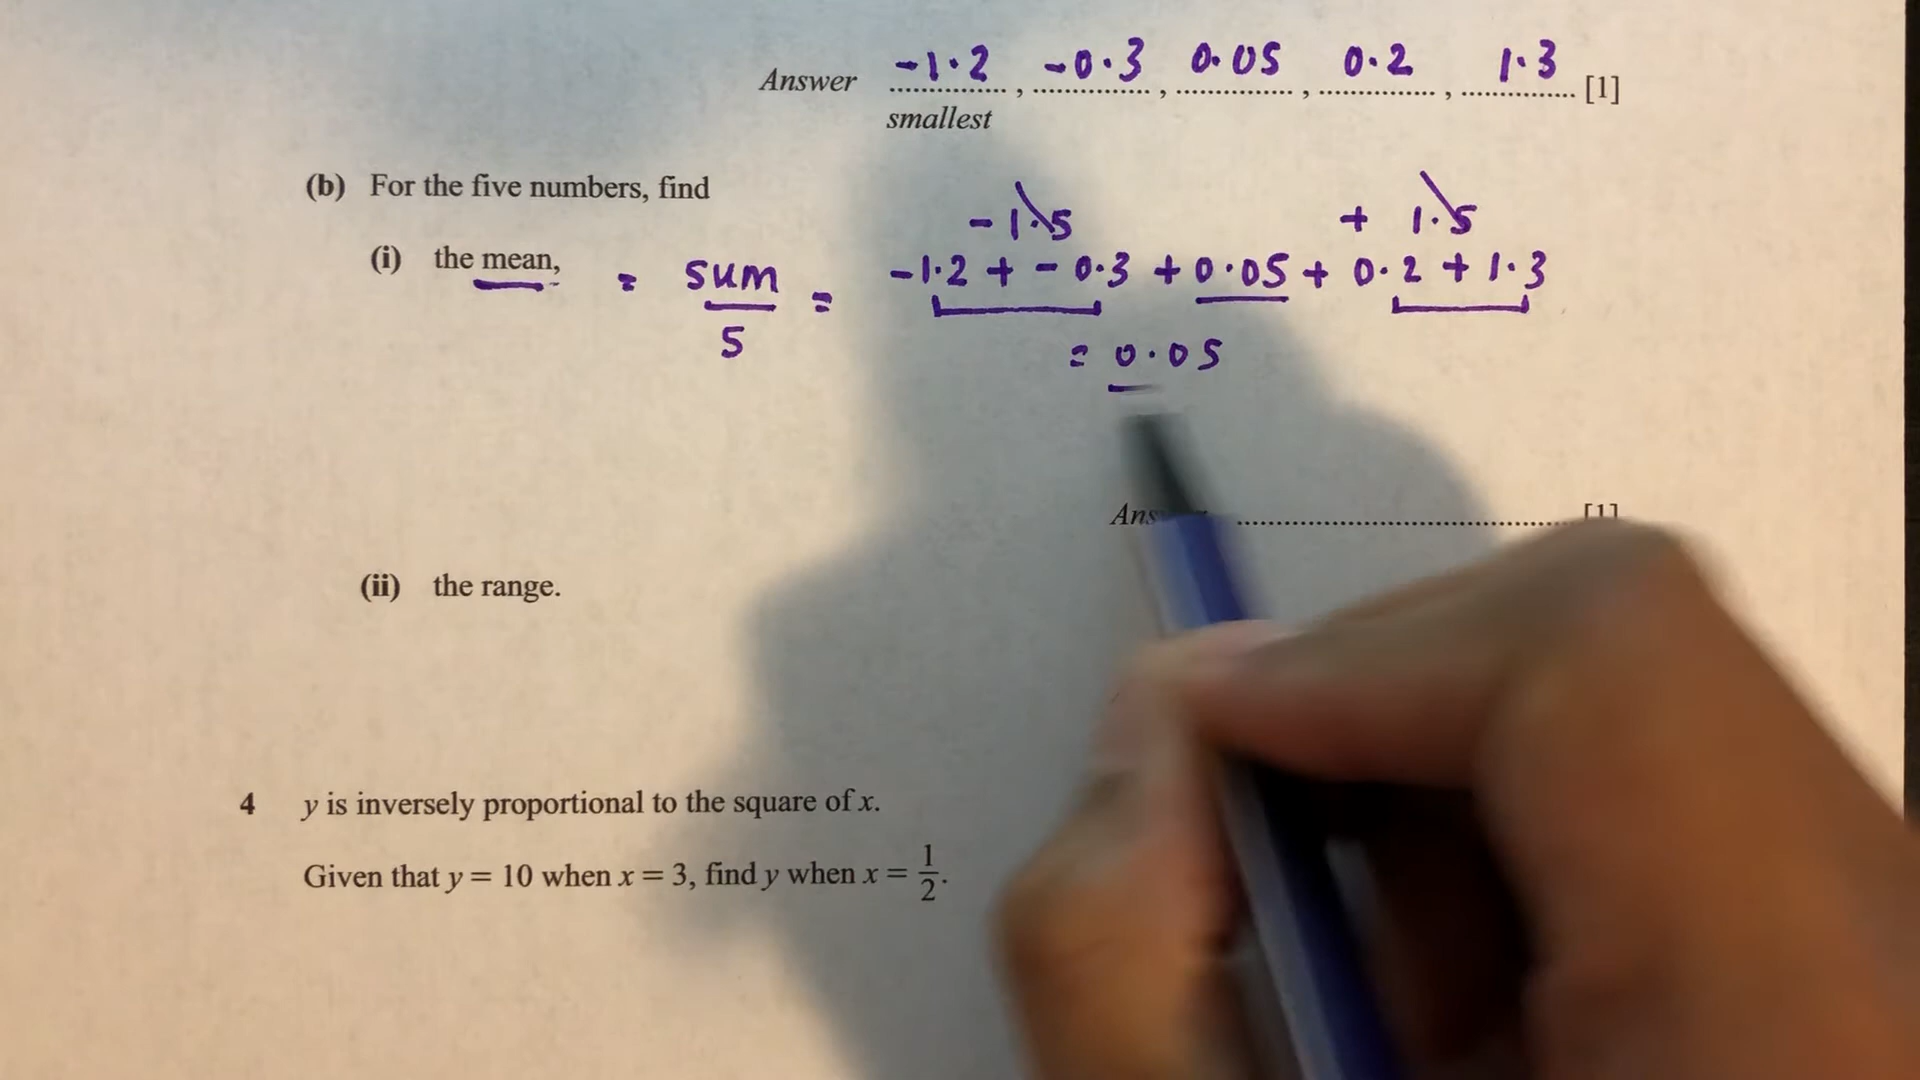 Answer -1.2 , -0.3 , 0.05 , 0.2 , 1.3 [1]
smallest
(b) For the five numbers, find
-1.5 + 1.5
(i) the mean, = sum = -1.2 + -0.3 + 0.05 + 0.2 + 1.3
5
= 0.05
[1]
(ii) the range.
4 y is inversely proportional to the square of x.
Given that y = 10 when x = 3, find y when x = 1/2.